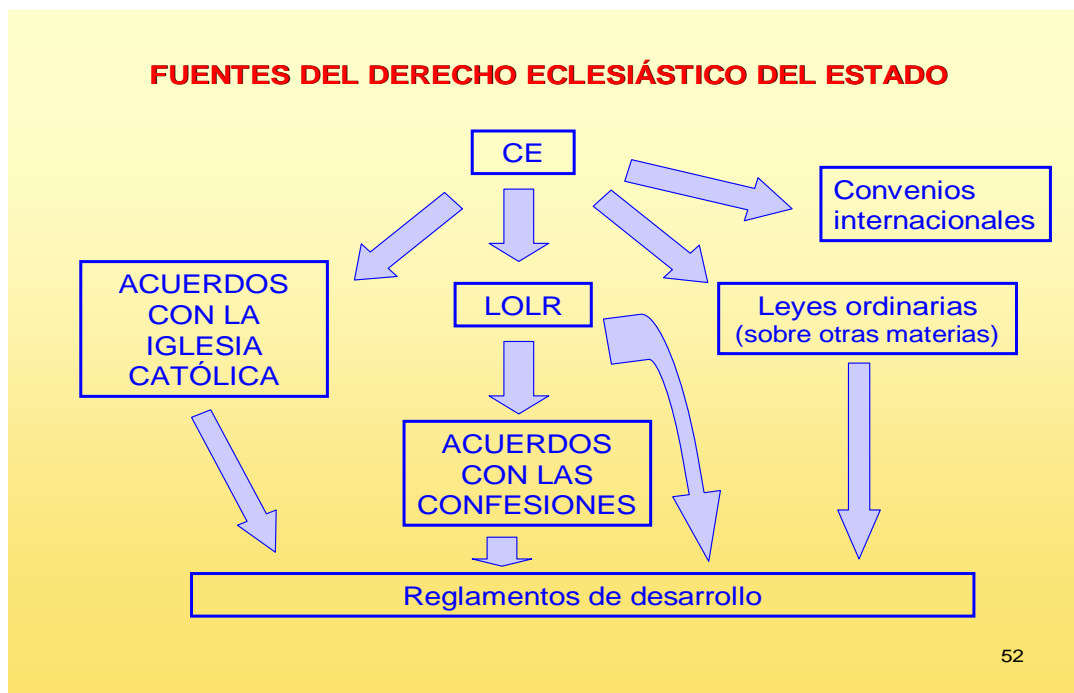 FUENTES DEL DERECHO ECLESIÁSTICO DEL ESTADO
CE
Convenios
internacionales
ACUERDOS
CON LA
IGLESIA
CATÓLICA
LOLR
Leyes ordinarias
(sobre otras materias)
ACUERDOS
CON LAS
CONFESIONES
Reglamentos de desarrollo
52